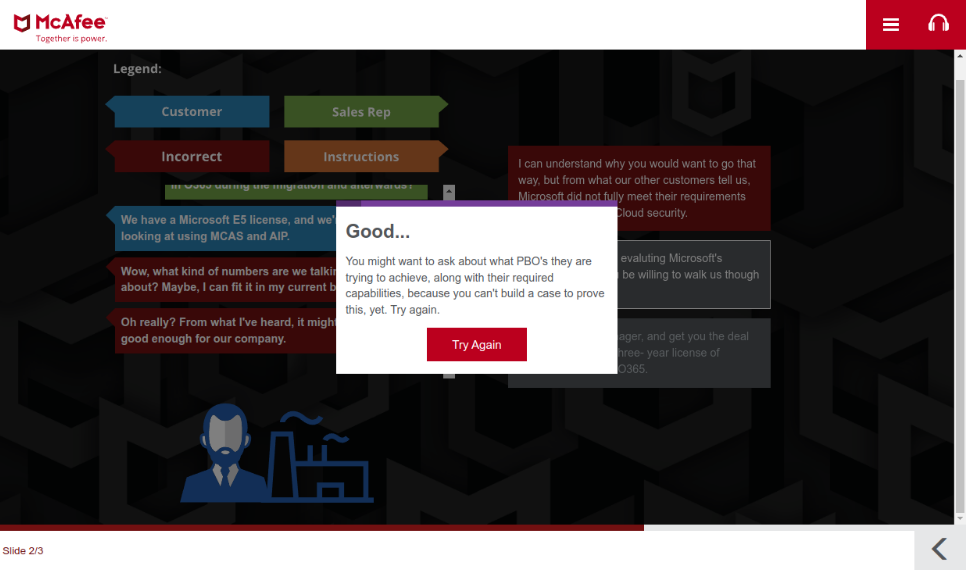 McAfee
Together is power.
Legend:
Customer
Sales Rep
Incorrect
Instructions
in O365 during the migration and afterwards?
We have a Microsoft E5 license, and we'
looking at using MCAS and AIP.
Wow, what kind of numbers are we talki
about? Maybe, I can fit it in my current b
Oh really? From what I've heard, it might
good enough for our company.
I can understand why you would want to go that
way, but from what our other customers tell us,
Microsoft did not fully meet their requirements
Cloud security.
evaluting Microsoft's
be willing to walk us though
ager, and get you the deal
hree- year license of
O365.
Good...
You might want to ask about what PBO's they are
trying to achieve, along with their required
capabilities, because you can't build a case to prove
this, yet. Try again.
Try Again
Slide 2/3